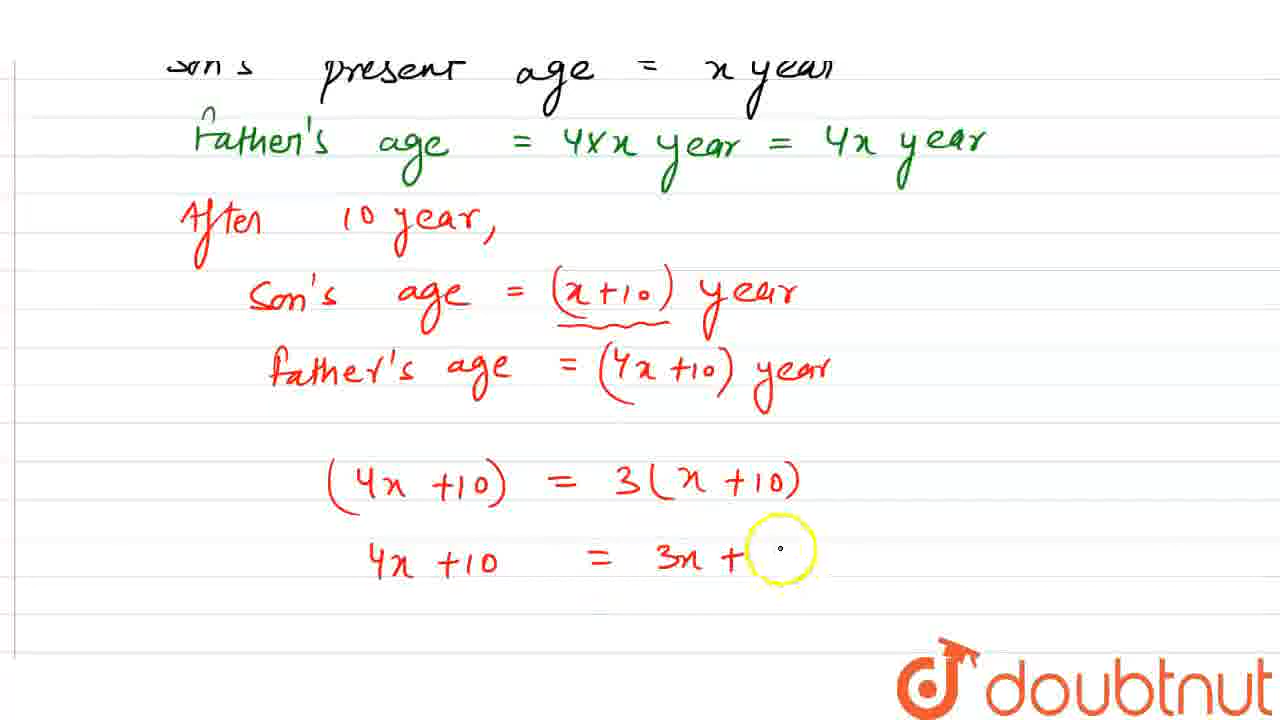 Son's present age = x year
Father's age = 4×x year = 4x year
After 10 year,
Son's age = (x+10) year
Father's age = (4x+10) year
(4x+10) = 3(x+10)
4x+10 = 3x+
doubtnut